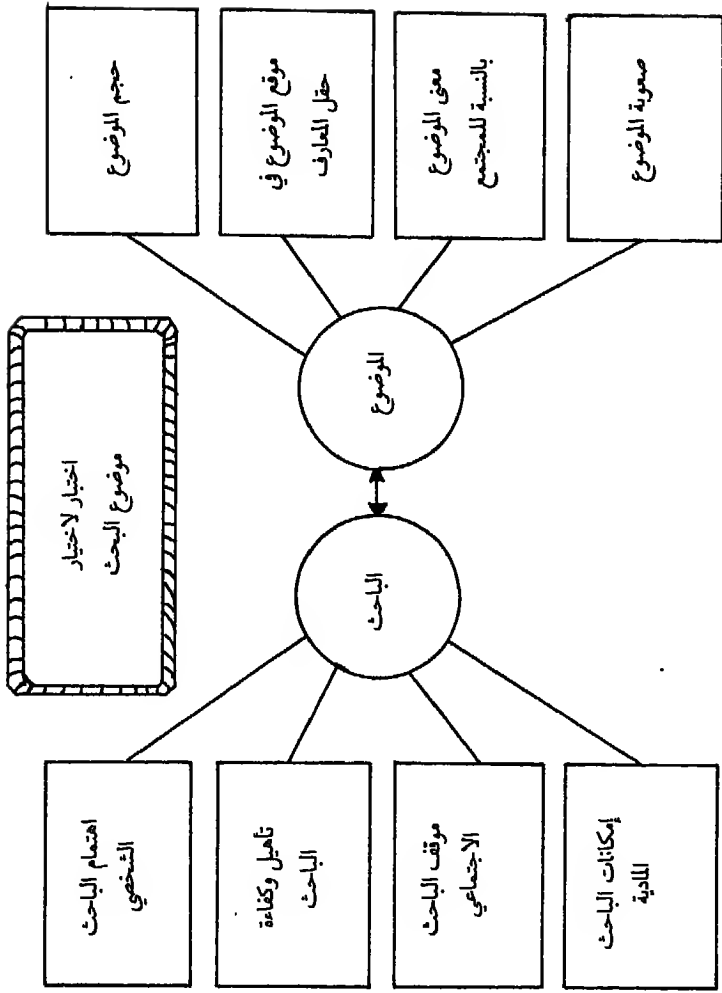 اختبار لاختيار
موضوع البحث
الموضوع
الباحث
حجم الموضوع
موقع الموضوع في
حقل المعارف
معنى الموضوع
بالنسبة للمجتمع
صعوبة الموضوع
اهتمام الباحث
الشخصي
تأهيل وكفاءة
الباحث
موقف الباحث
الاجتماعي
إمكانات الباحث
المادية